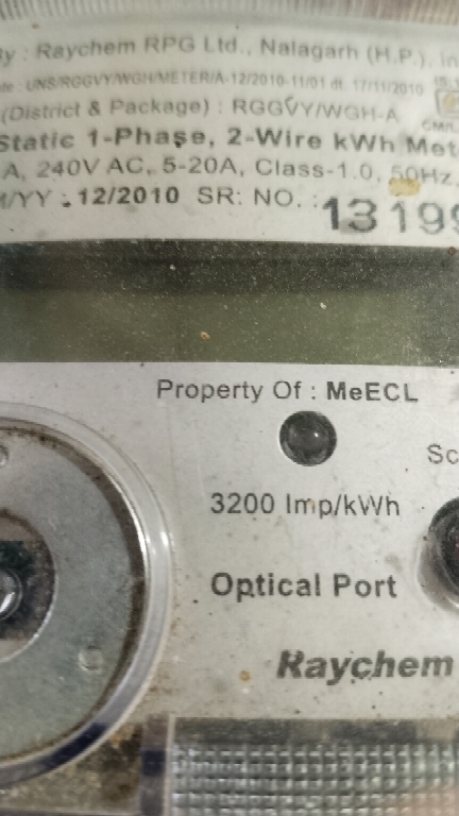 y : Raychem RPG Ltd., Nalagarh (H.P.), In
UNS/RGGVY/WGH/METER/A-12/2010-11/01 dt. 17/11/2010
(District & Package) : RGGVY/WGH-A
Static 1-Phase, 2-Wire kWh Met
A, 240V AC, 5-20A, Class-1.0, 50Hz,
/YY : 12/2010 SR: NO. : 13199
Property Of : MeECL
Sc
3200 Imp/kWh
Optical Port
Raychem